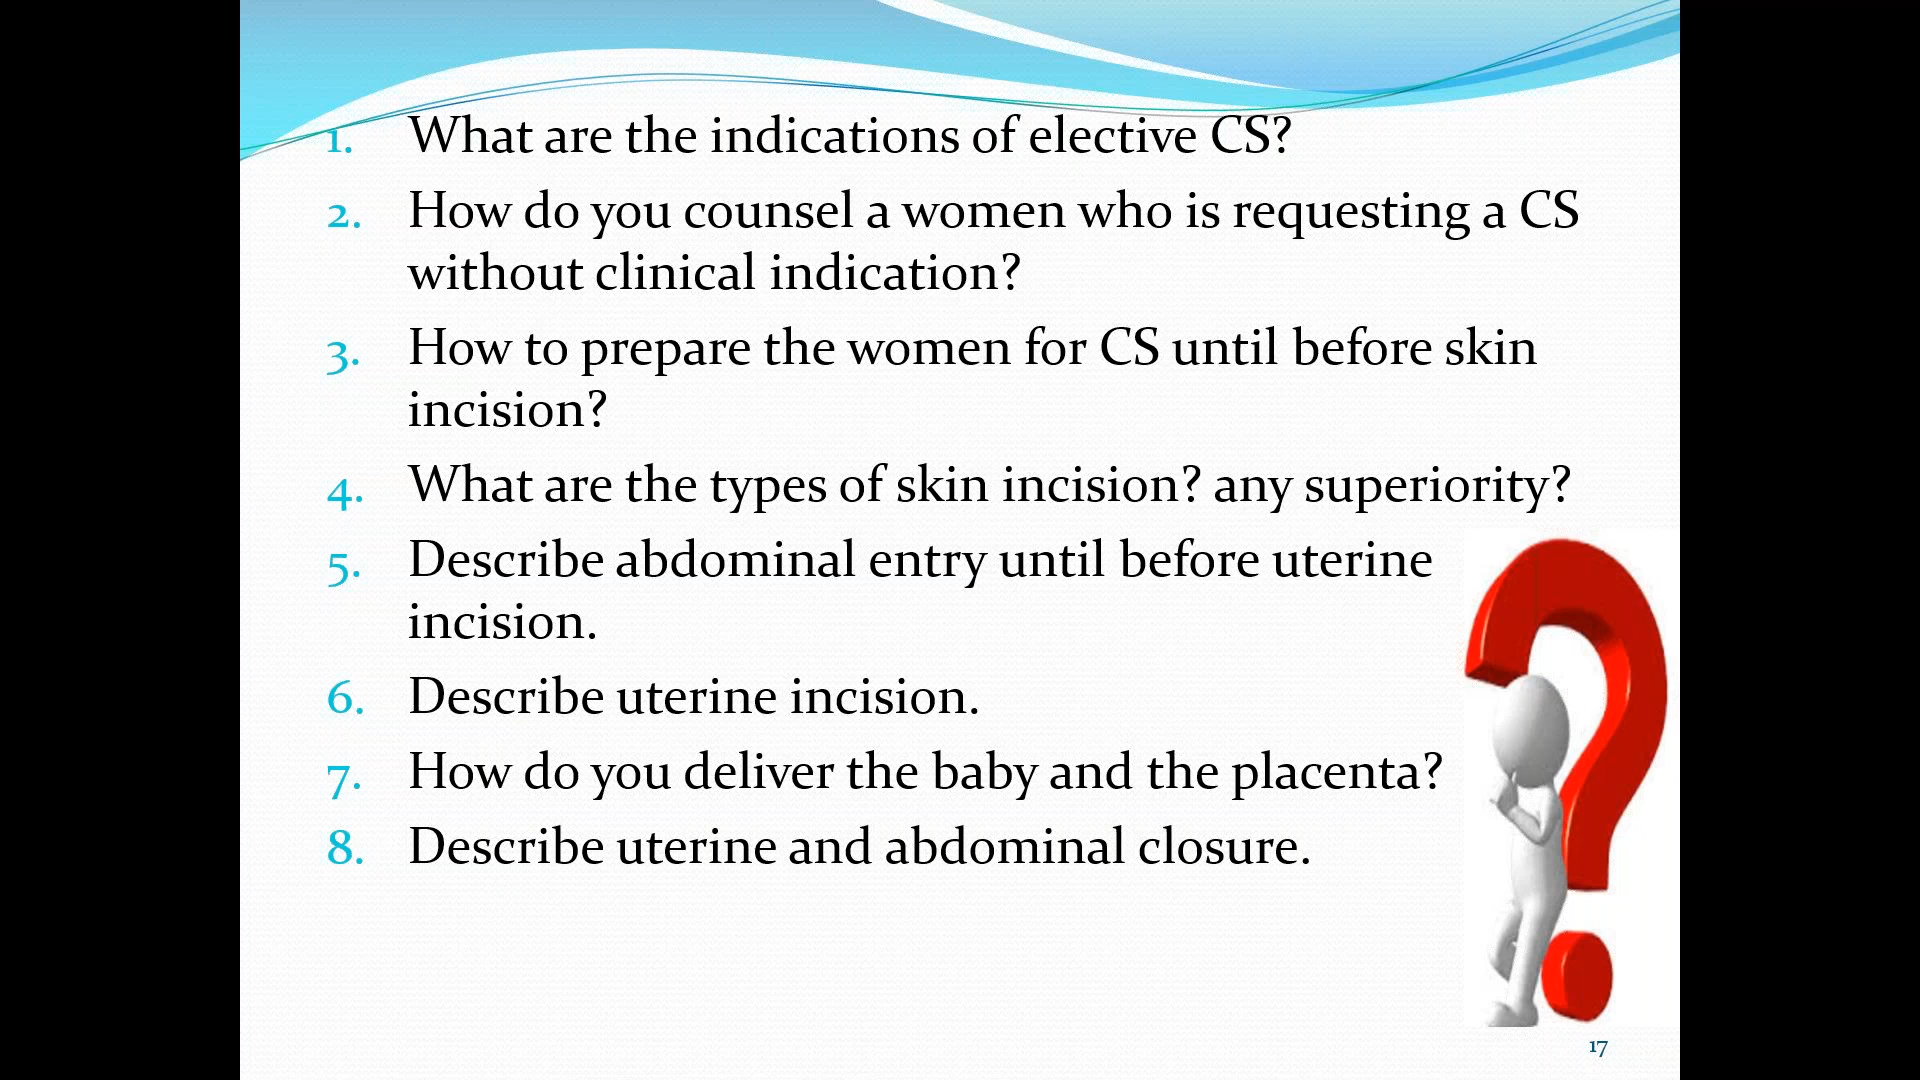 1. What are the indications of elective CS?
2. How do you counsel a women who is requesting a CS
without clinical indication?
3. How to prepare the women for CS until before skin
incision?
4. What are the types of skin incision? any superiority?
5. Describe abdominal entry until before uterine
incision.
6. Describe uterine incision.
7. How do you deliver the baby and the placenta?
8. Describe uterine and abdominal closure.
17